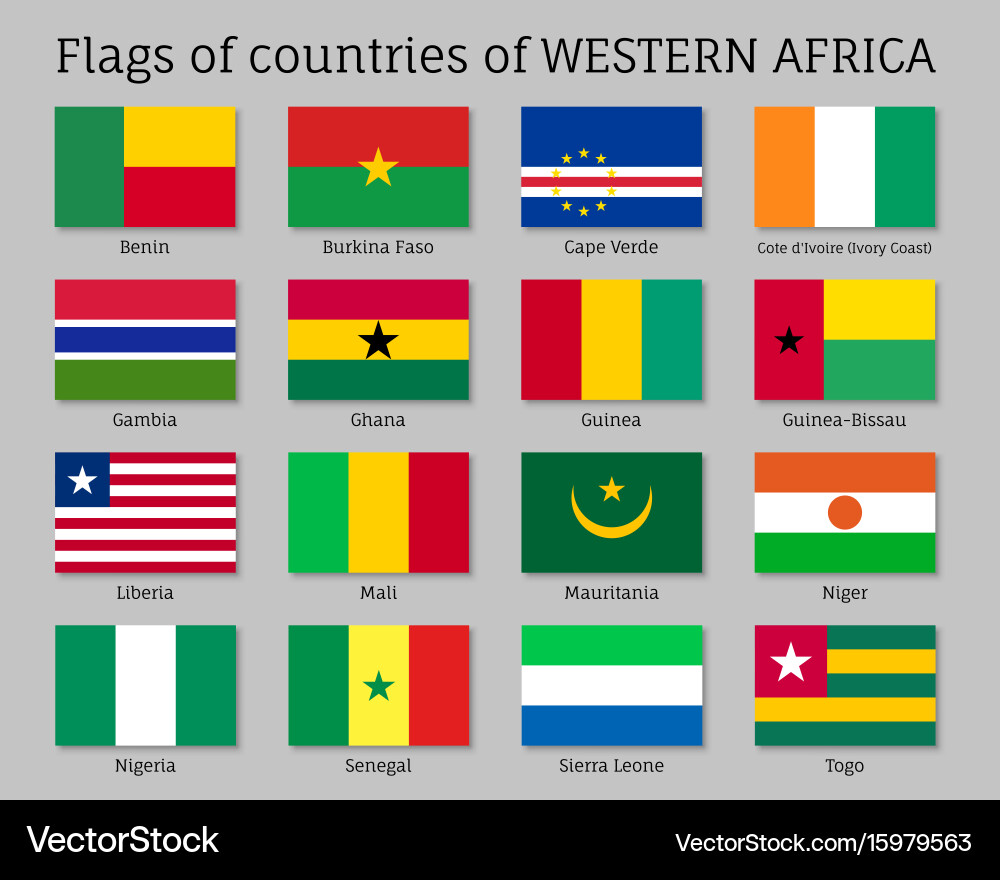 Flags of countries of WESTERN AFRICA
Benin
Burkina Faso
Cape Verde
Cote d'Ivoire (Ivory Coast)
Gambia
Ghana
Guinea
Guinea-Bissau
Liberia
Mali
Mauritania
Niger
Nigeria
Senegal
Sierra Leone
Togo
VectorStock
VectorStock.com/15979563